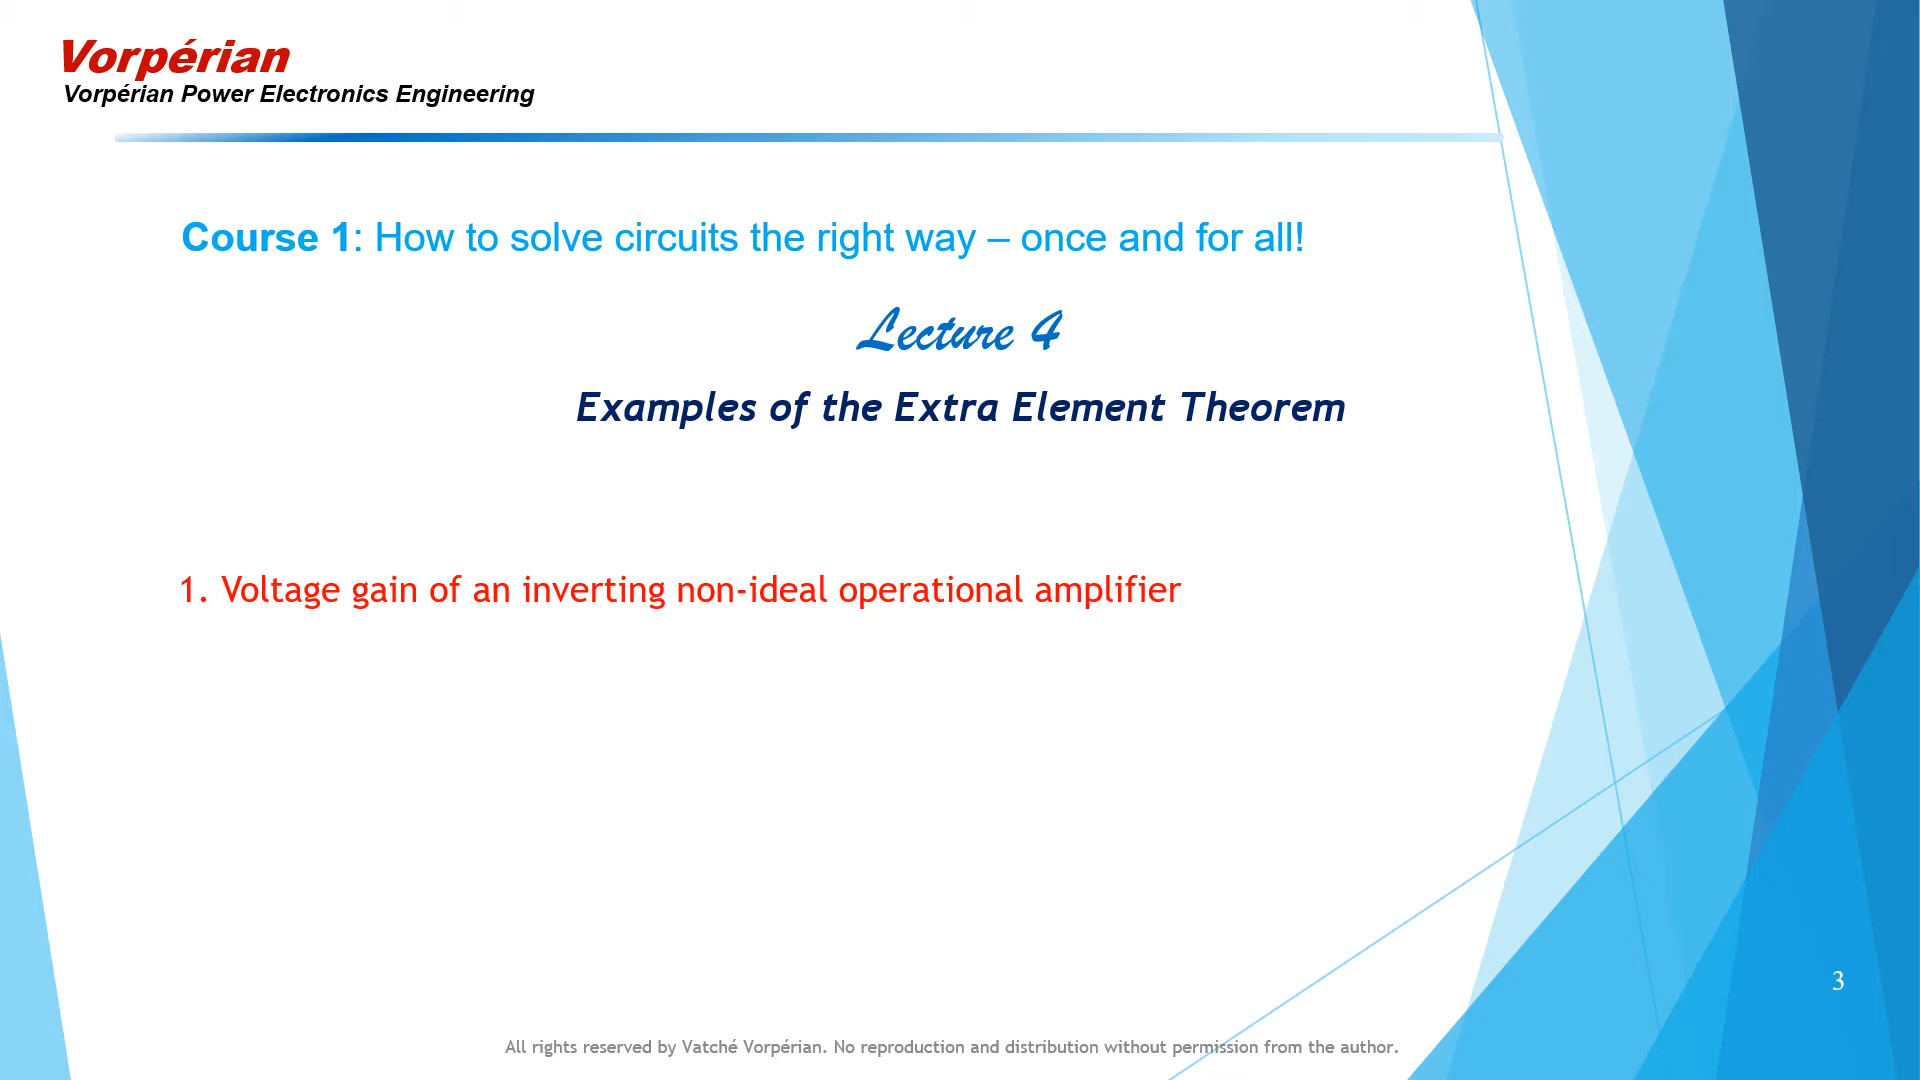 Vorpérian
Vorpérian Power Electronics Engineering
Course 1: How to solve circuits the right way – once and for all!
Lecture 4
Examples of the Extra Element Theorem
1. Voltage gain of an inverting non-ideal operational amplifier
3
All rights reserved by Vatché Vorpérian. No reproduction and distribution without permission from the author.